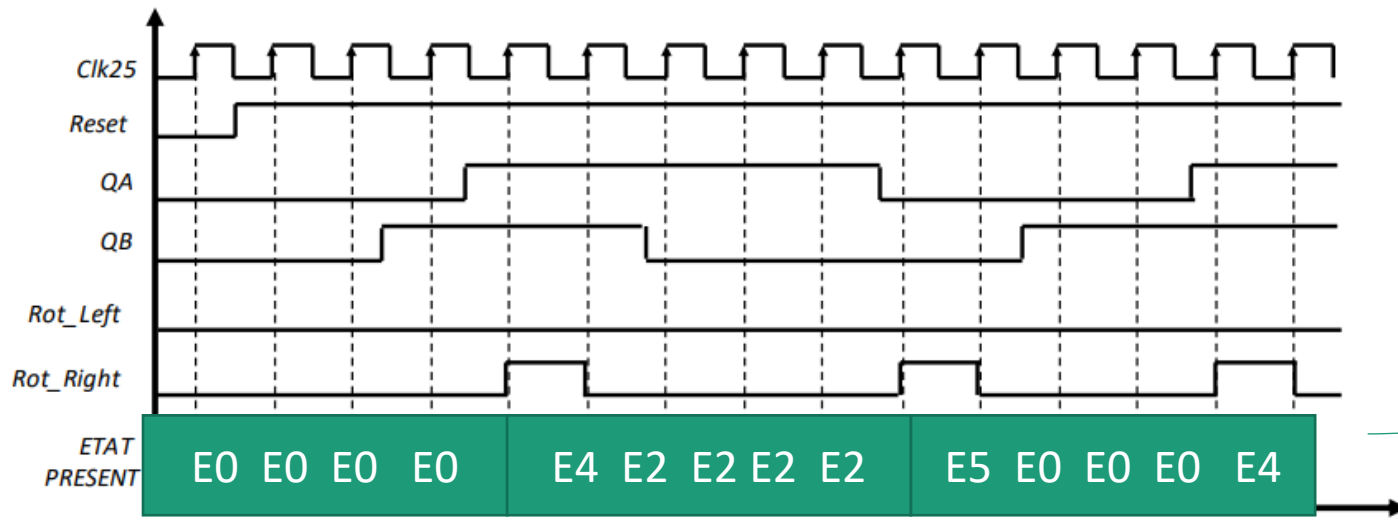 Clk25
Reset
QA
QB
Rot_Left
Rot_Right
ETAT
PRESENT
E0 E0 E0 E0 E4 E2 E2 E2 E2 E5 E0 E0 E0 E4